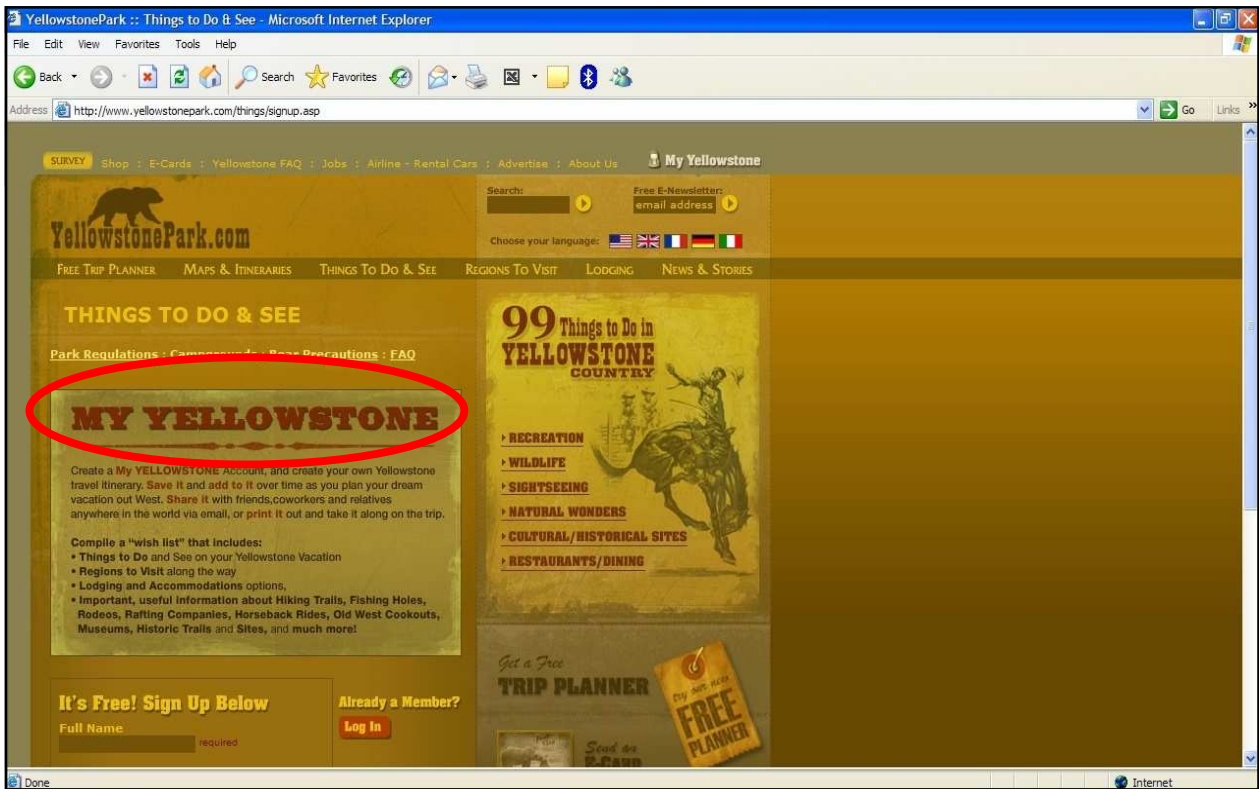 YellowstonePark :: Things to Do & See - Microsoft Internet Explorer
File Edit View Favorites Tools Help
Back Search Favorites
Address http://www.yellowstonepark.com/things/signup.asp Go Links »
SURVEY Shop : E-Cards : Yellowstone FAQ : Jobs : Airline - Rental Cars : Advertise : About Us My Yellowstone
Search: Free E-Newsletter:
email address
YellowstonePark.com
Choose your language:
FREE TRIP PLANNER MAPS & ITINERARIES THINGS TO DO & SEE REGIONS TO VISIT LODGING NEWS & STORIES
THINGS TO DO & SEE
Park Regulations : Campgrounds : Bear Precautions : FAQ
MY YELLOWSTONE
Create a My YELLOWSTONE Account, and create your own Yellowstone
travel itinerary. Save it and add to it over time as you plan your dream
vacation out West. Share it with friends,coworkers and relatives
anywhere in the world via email, or print it out and take it along on the trip.
Compile a "wish list" that includes:
• Things to Do and See on your Yellowstone Vacation
• Regions to Visit along the way
• Lodging and Accommodations options,
• Important, useful information about Hiking Trails, Fishing Holes,
Rodeos, Rafting Companies, Horseback Rides, Old West Cookouts,
Museums, Historic Trails and Sites, and much more!
It's Free! Sign Up Below
Full Name
required
Already a Member?
Log In
99 Things to Do in
YELLOWSTONE
COUNTRY
RECREATION
WILDLIFE
SIGHTSEEING
NATURAL WONDERS
CULTURAL/HISTORICAL SITES
RESTAURANTS/DINING
Get a Free
TRIP PLANNER
try our new
FREE
PLANNER
Send an
E-CARD
Done Internet